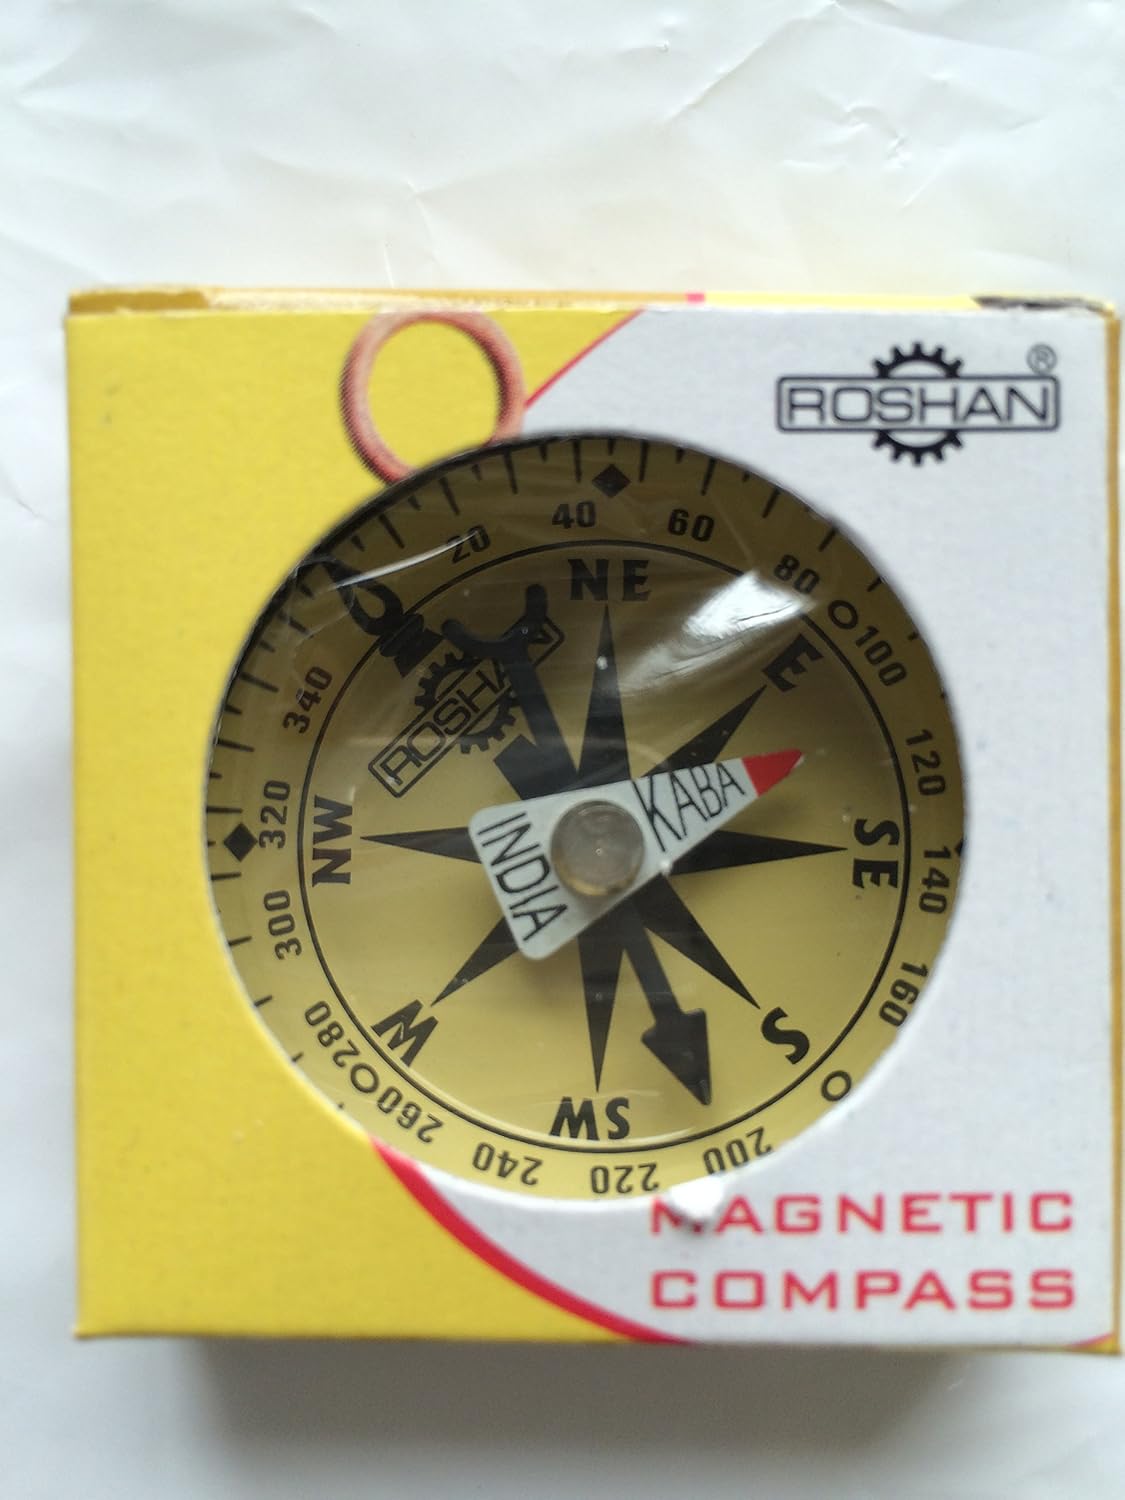 ROSHAN®
20
40
60
80
100
120
140
160
200
220
240
260
280
300
320
340
NE
E
SE
S
SW
W
NW
ROSHAN
KABA
INDIA
MAGNETIC
COMPASS